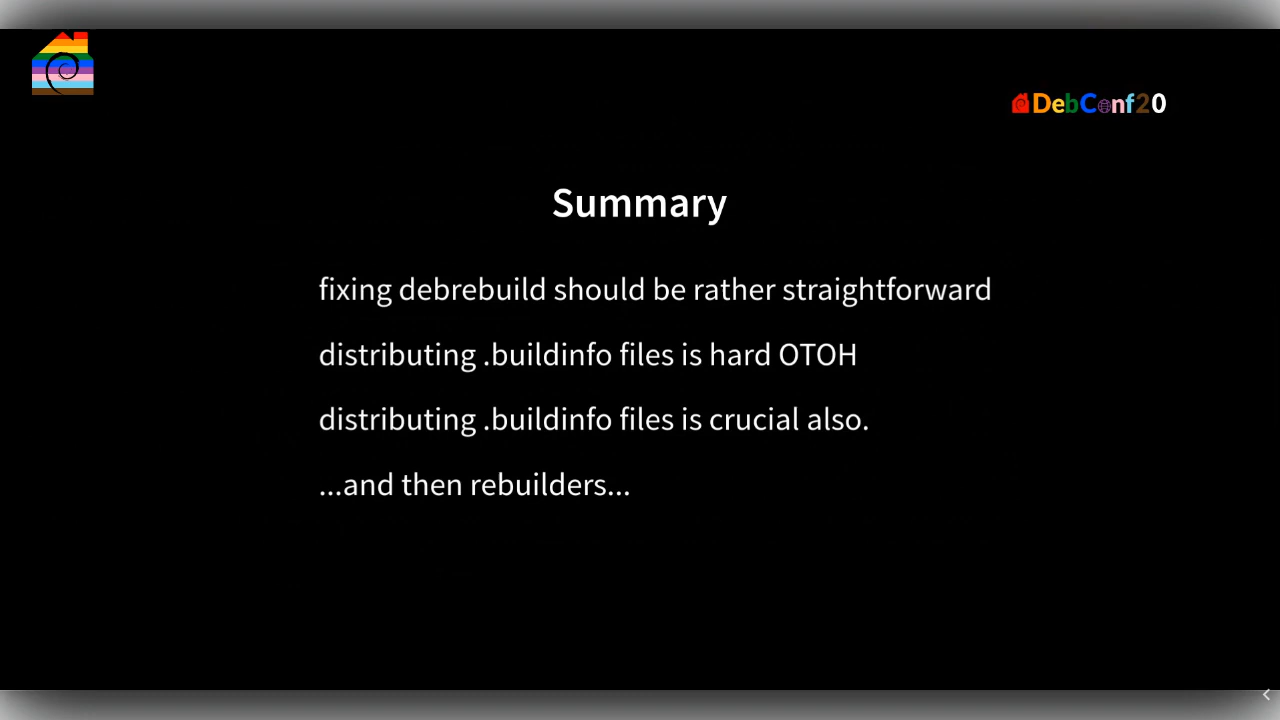 DebConf20
Summary
fixing debrebuild should be rather straightforward
distributing .buildinfo files is hard OTOH
distributing .buildinfo files is crucial also.
...and then rebuilders...